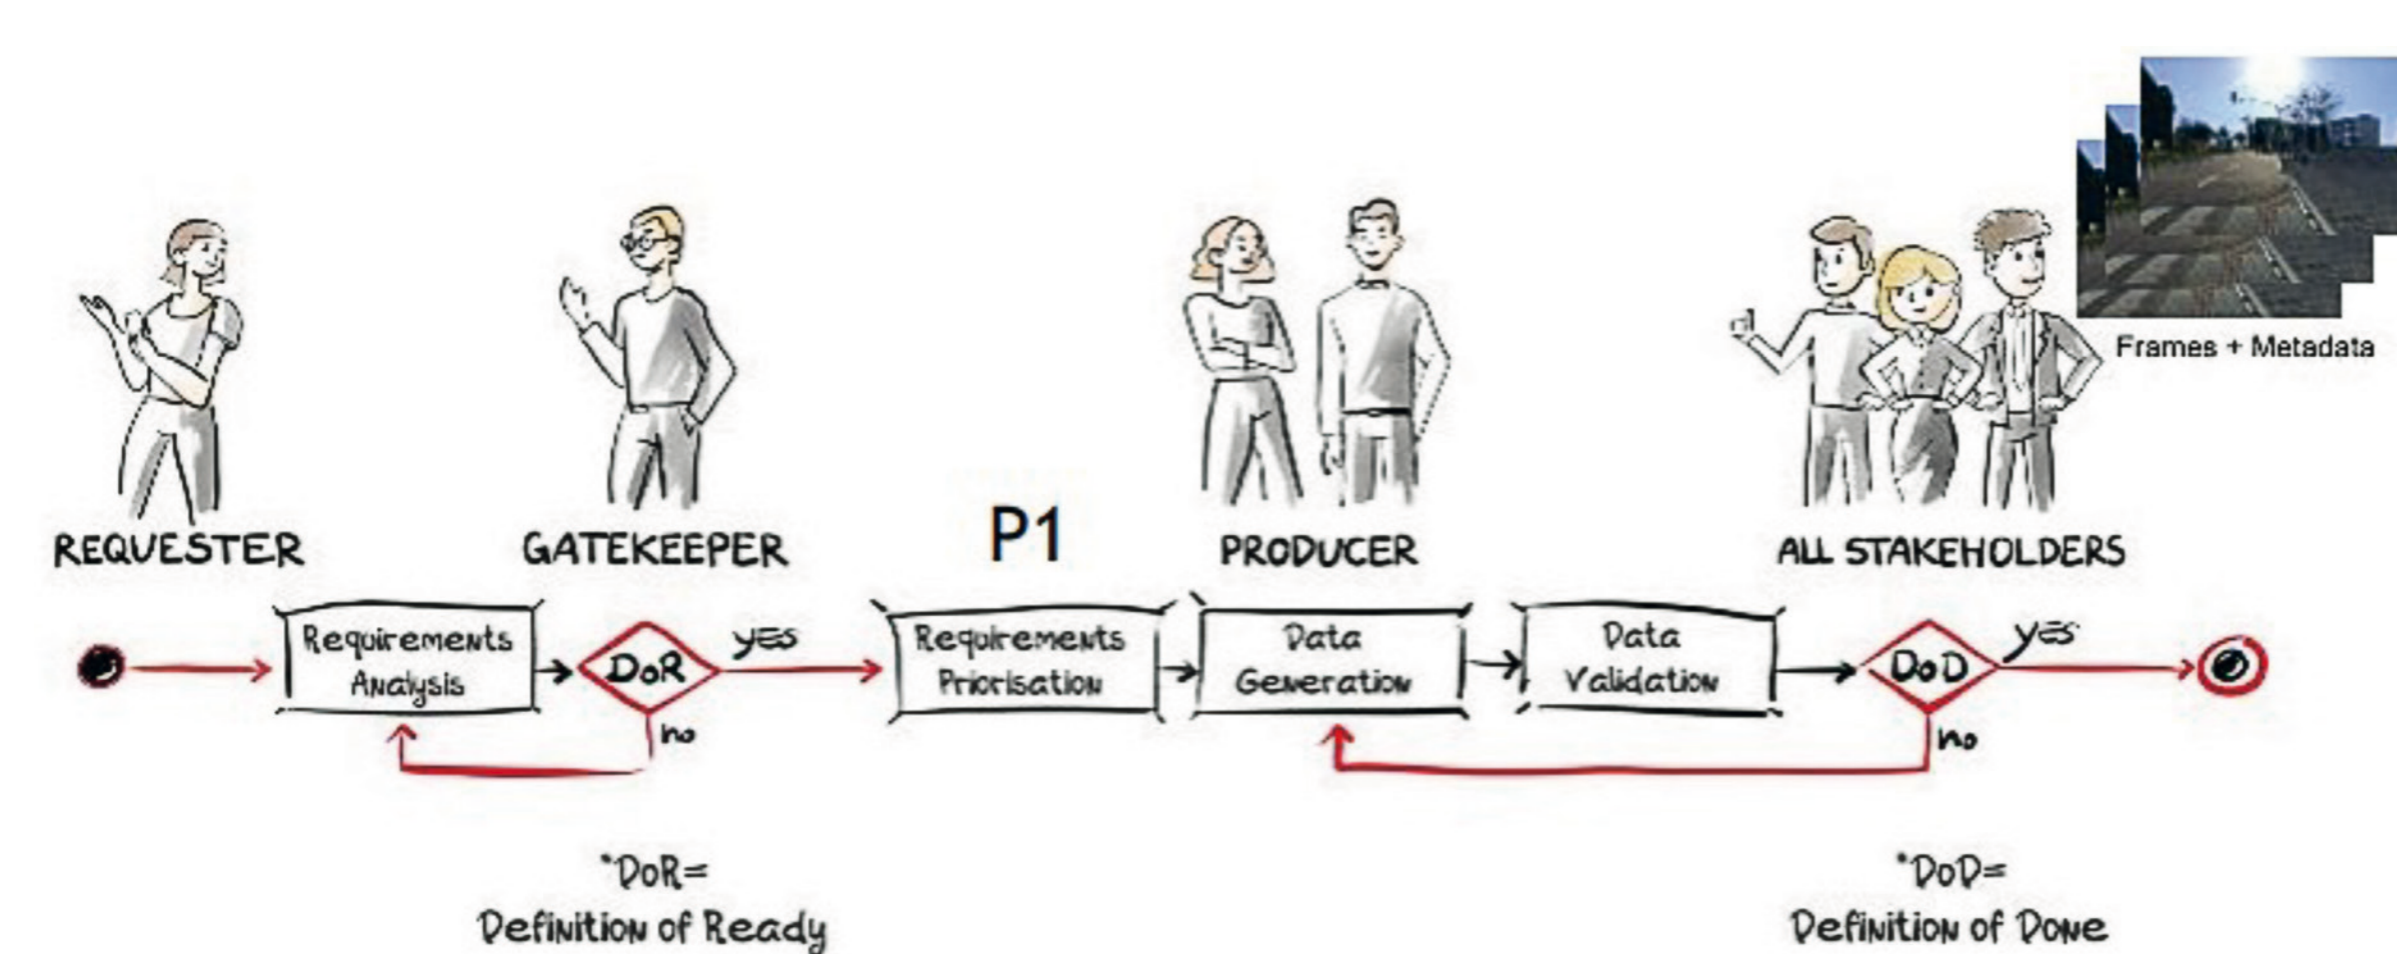 Frames + Metadata
REQUESTER
GATEKEEPER
P1
PRODUCER
ALL STAKEHOLDERS
Requirements
Analysis
DoR
yes
no
Requirements
Priorisation
Data
Generation
Data
Validation
DoD
yes
no
*DoR=
Definition of Ready
*DoD=
Definition of Done